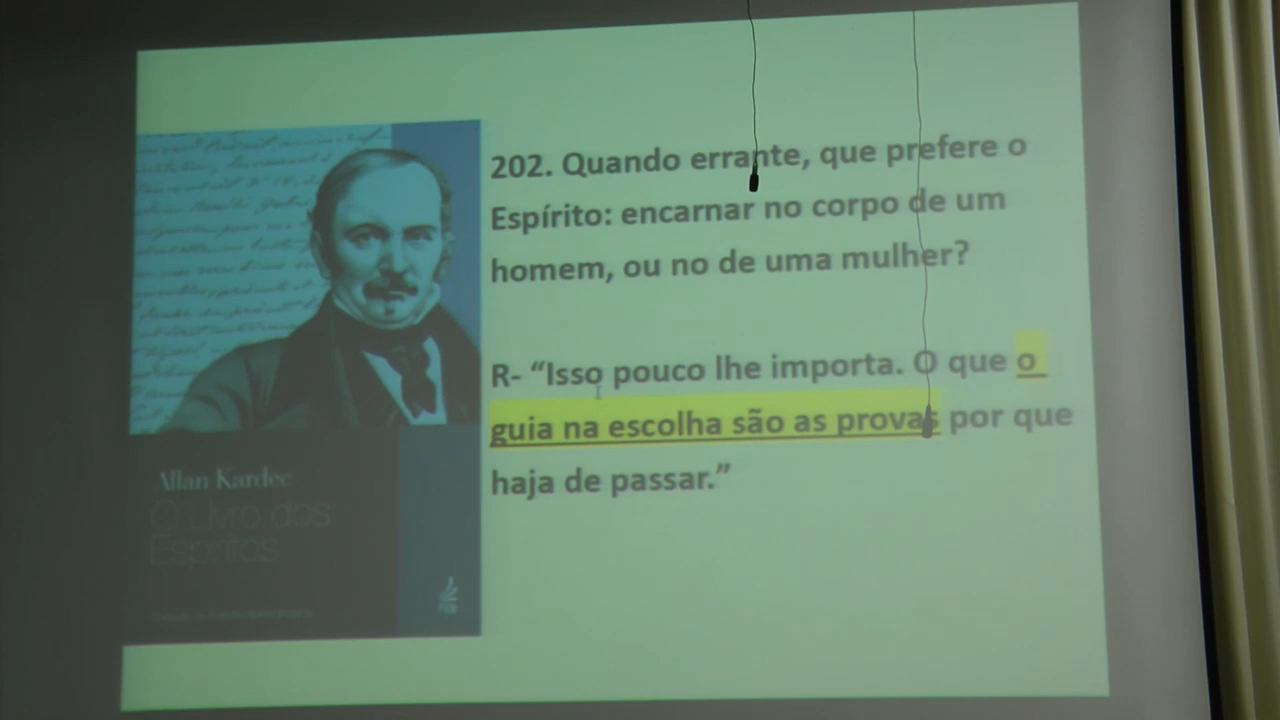 202. Quando errante, que prefere o
Espírito: encarnar no corpo de um
homem, ou no de uma mulher?
R- “Isso pouco lhe importa. O que o
guia na escolha são as provas por que
haja de passar.”
Allan Kardec
O Livro dos
Espíritos